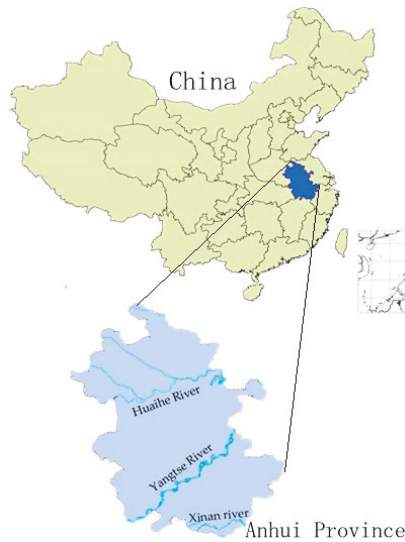 China
Huaihe River
Yangtse River
Xinan river
Anhui Province